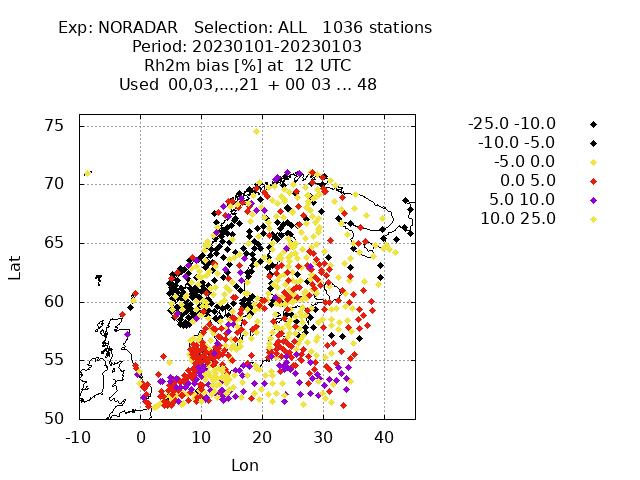 Exp: NORADAR Selection: ALL 1036 stations
Period: 20230101-20230103
Rh2m bias [%] at 12 UTC
Used 00,03,...,21 + 00 03 ... 48
-25.0 -10.0
-10.0 -5.0
-5.0 0.0
0.0 5.0
5.0 10.0
10.0 25.0
75
70
65
60
55
50
Lat
-10 0 10 20 30 40
Lon